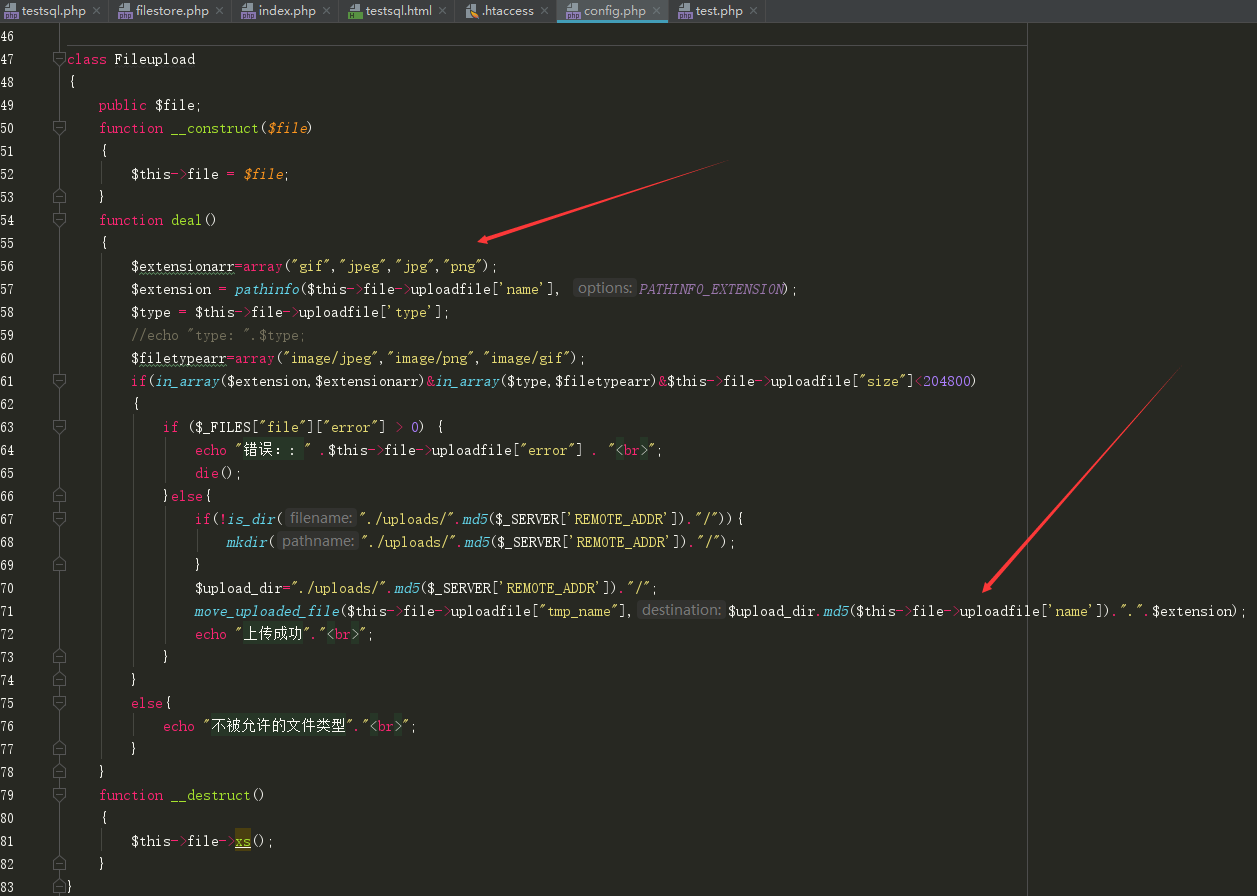 testsql.php × filestore.php × index.php × testsql.html × .htaccess × config.php × test.php ×
46
47 class Fileupload
48 {
49 public $file;
50 function __construct($file)
51 {
52 $this->file = $file;
53 }
54 function deal()
55 {
56 $extensionarr=array("gif","jpeg","jpg","png");
57 $extension = pathinfo($this->file->uploadfile['name'], options: PATHINFO_EXTENSION);
58 $type = $this->file->uploadfile['type'];
59 //echo "type: ".$type;
60 $filetypearr=array("image/jpeg","image/png","image/gif");
61 if(in_array($extension,$extensionarr)&in_array($type,$filetypearr)&$this->file->uploadfile["size"]<204800)
62 {
63 if ($_FILES["file"]["error"] > 0) {
64 echo "错误：: " .$this->file->uploadfile["error"] . "<br>";
65 die();
66 }else{
67 if(!is_dir( filename: "./uploads/".md5($_SERVER['REMOTE_ADDR'])."/")){
68 mkdir( pathname: "./uploads/".md5($_SERVER['REMOTE_ADDR'])."/");
69 }
70 $upload_dir="./uploads/".md5($_SERVER['REMOTE_ADDR'])."/";
71 move_uploaded_file($this->file->uploadfile["tmp_name"], destination: $upload_dir.md5($this->file->uploadfile['name']).".".$extension);
72 echo "上传成功"."<br>";
73 }
74 }
75 else{
76 echo "不被允许的文件类型"."<br>";
77 }
78 }
79 function __destruct()
80 {
81 $this->file->xs();
82 }
83 }